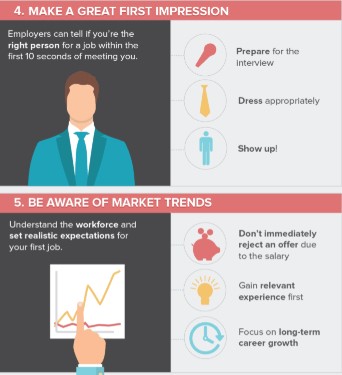 4. MAKE A GREAT FIRST IMPRESSION
Employers can tell if you're the
right person for a job within the
first 10 seconds of meeting you.
Prepare for the
interview
Dress appropriately
Show up!
5. BE AWARE OF MARKET TRENDS
Understand the workforce and
set realistic expectations for
your first job.
Don't immediately
reject an offer due
to the salary
Gain relevant
experience first
Focus on long-term
career growth